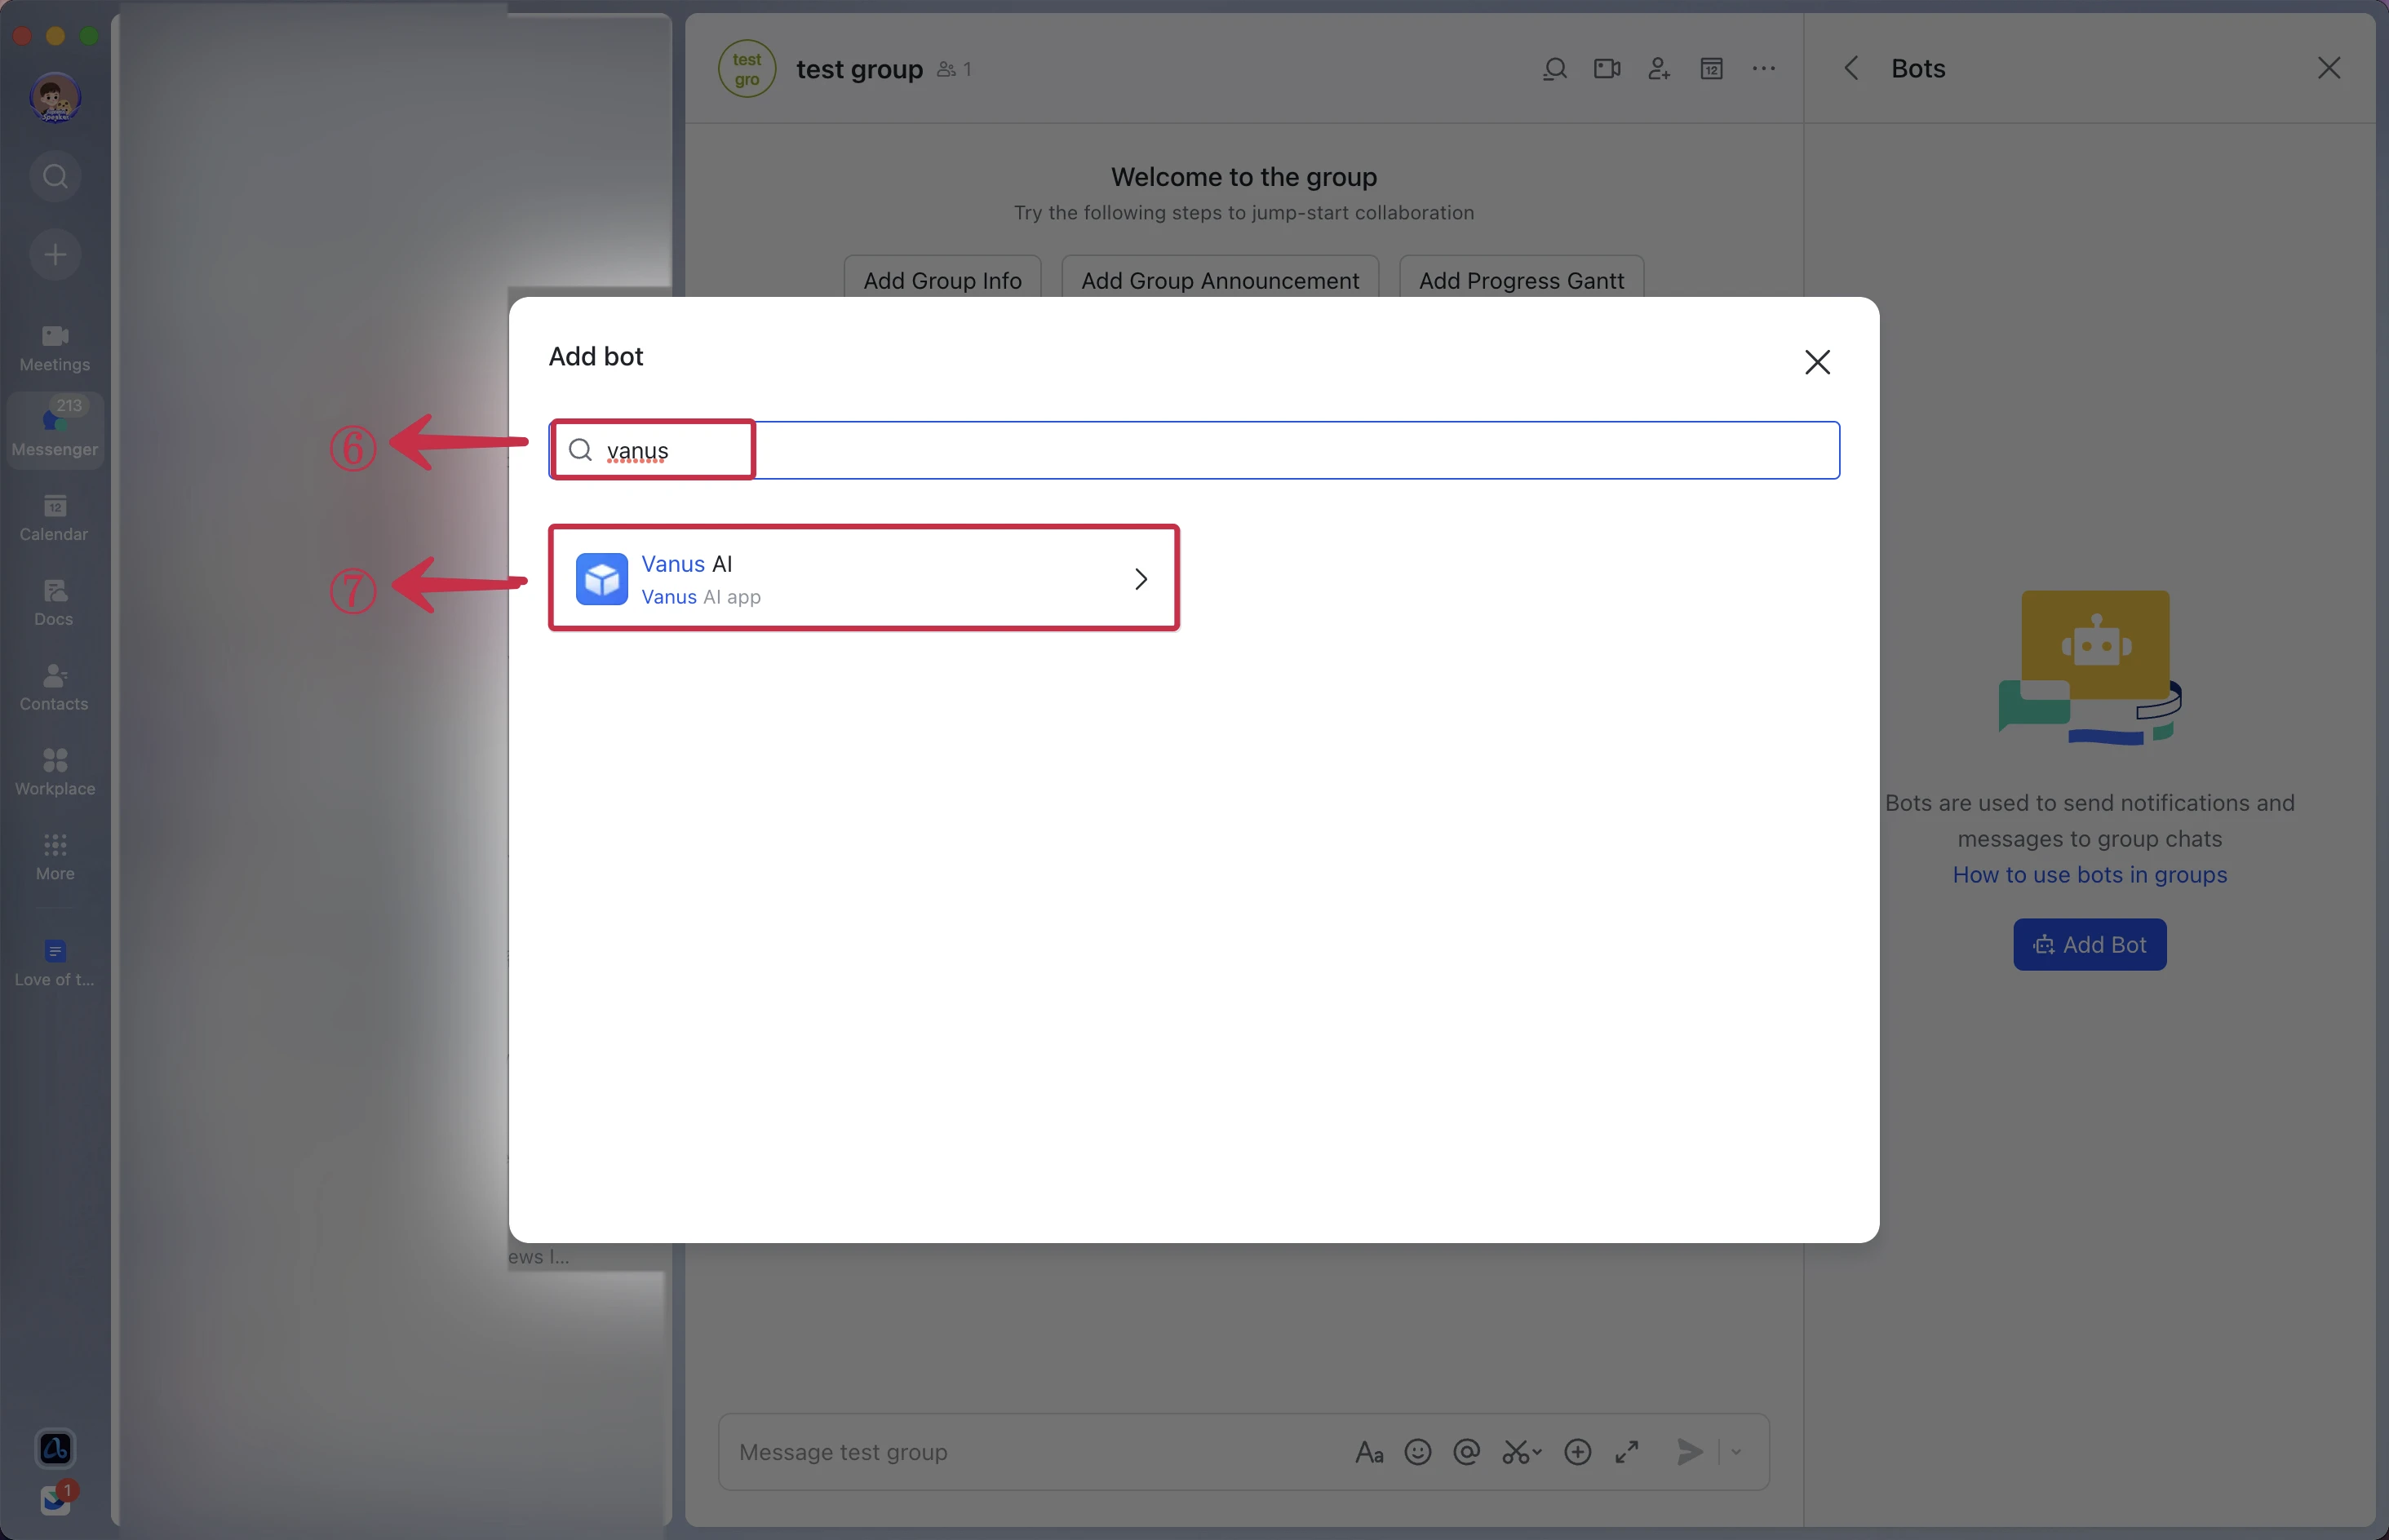 test
gro
test group 1
12
Bots
Welcome to the group
Try the following steps to jump-start collaboration
Add Group Info
Add Group Announcement
Add Progress Gantt
Speaker
Meetings
213
Messenger
12
Calendar
Docs
Contacts
Workplace
More
Love of t...
1
Add bot
⑥
vanus
⑦
Vanus AI
Vanus AI app
ews I...
Bots are used to send notifications and
messages to group chats
How to use bots in groups
Add Bot
Message test group
Aa